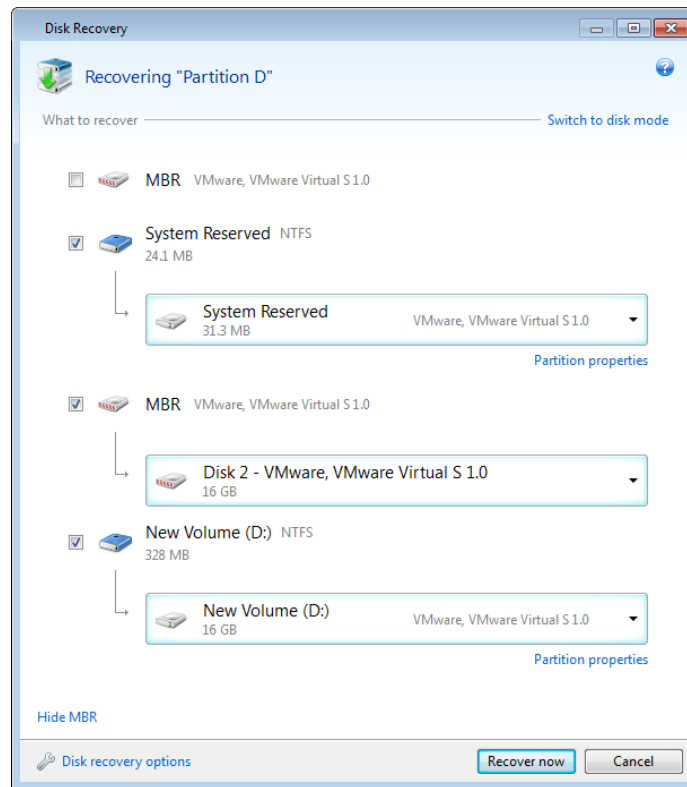 Disk Recovery
Recovering "Partition D"
What to recover
Switch to disk mode
MBR VMware, VMware Virtual S 1.0
System Reserved NTFS
24.1 MB
System Reserved VMware, VMware Virtual S 1.0
31.3 MB
Partition properties
MBR VMware, VMware Virtual S 1.0
Disk 2 - VMware, VMware Virtual S 1.0
16 GB
New Volume (D:) NTFS
328 MB
New Volume (D:) VMware, VMware Virtual S 1.0
16 GB
Partition properties
Hide MBR
Disk recovery options
Recover now
Cancel